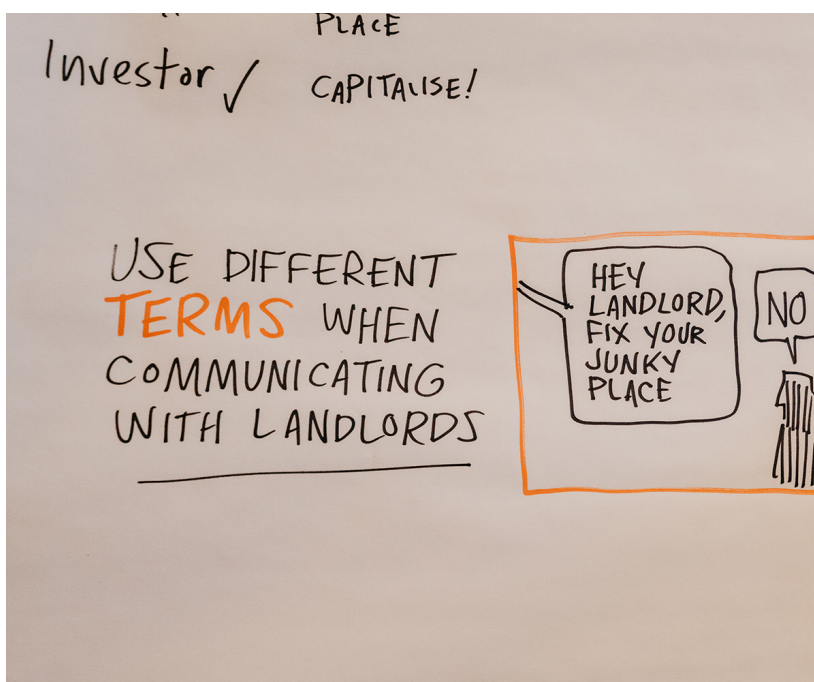 PLACE
Investor ✓
CAPITALISE!
USE DIFFERENT
TERMS WHEN
COMMUNICATING
WITH LANDLORDS
HEY
LANDLORD,
FIX YOUR
JUNKY
PLACE
NO